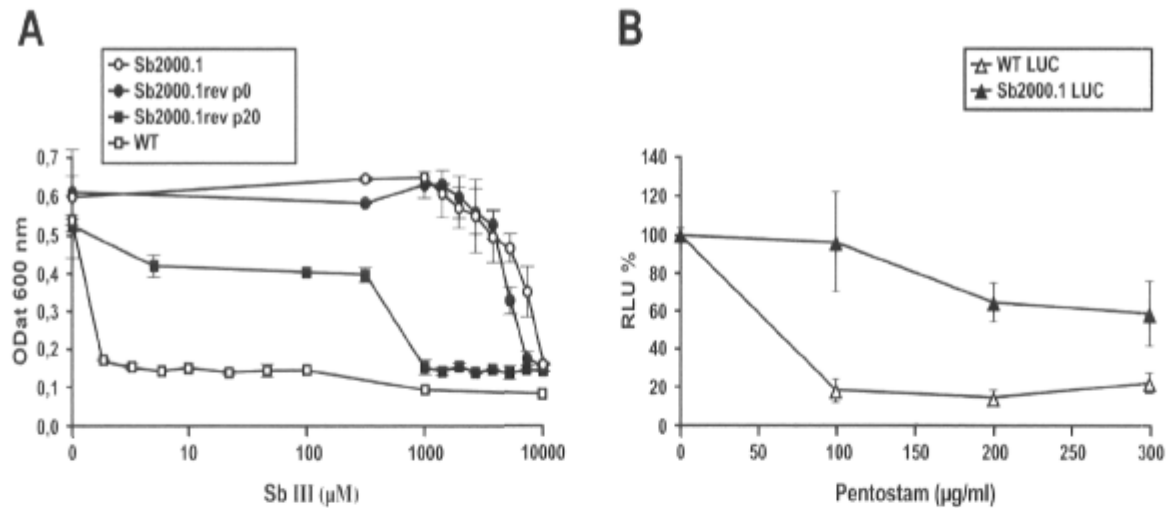 A
Sb2000.1
Sb2000.1rev p0
Sb2000.1rev p20
WT
0,7
0,6
0,5
0,4
0,3
0,2
0,1
0,0
ODat 600 nm
0 10 100 1000 10000
Sb III (µM)
B
WT LUC
Sb2000.1 LUC
140
120
100
80
60
40
20
0
RLU %
0 50 100 150 200 250 300
Pentostam (µg/ml)